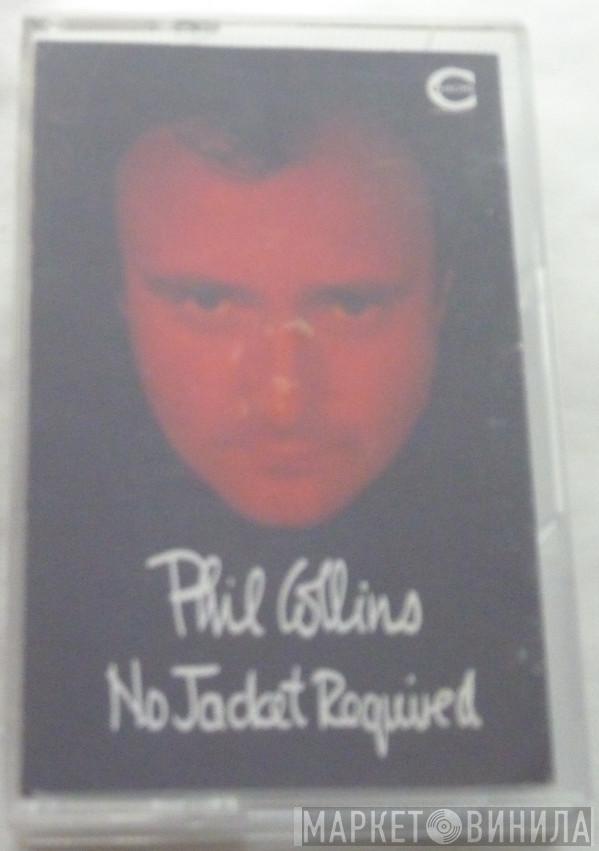 Phil Collins
No Jacket Required
МАРКЕТ ВИНИЛА